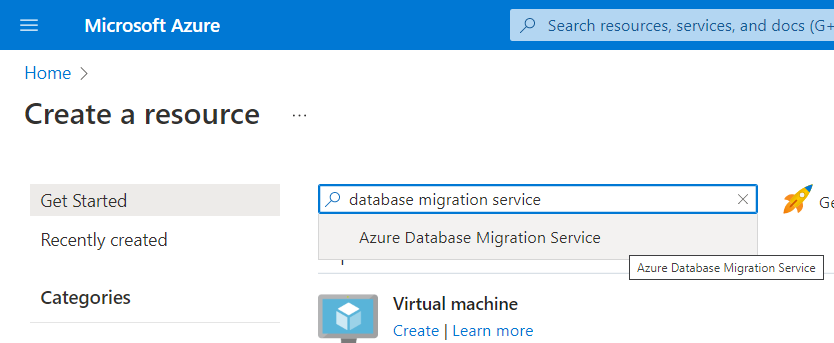 Microsoft Azure
Search resources, services, and docs (G+
Home >
Create a resource ...
Get Started
database migration service
Ge
Recently created
Azure Database Migration Service
Azure Database Migration Service
Categories
Virtual machine
Create | Learn more